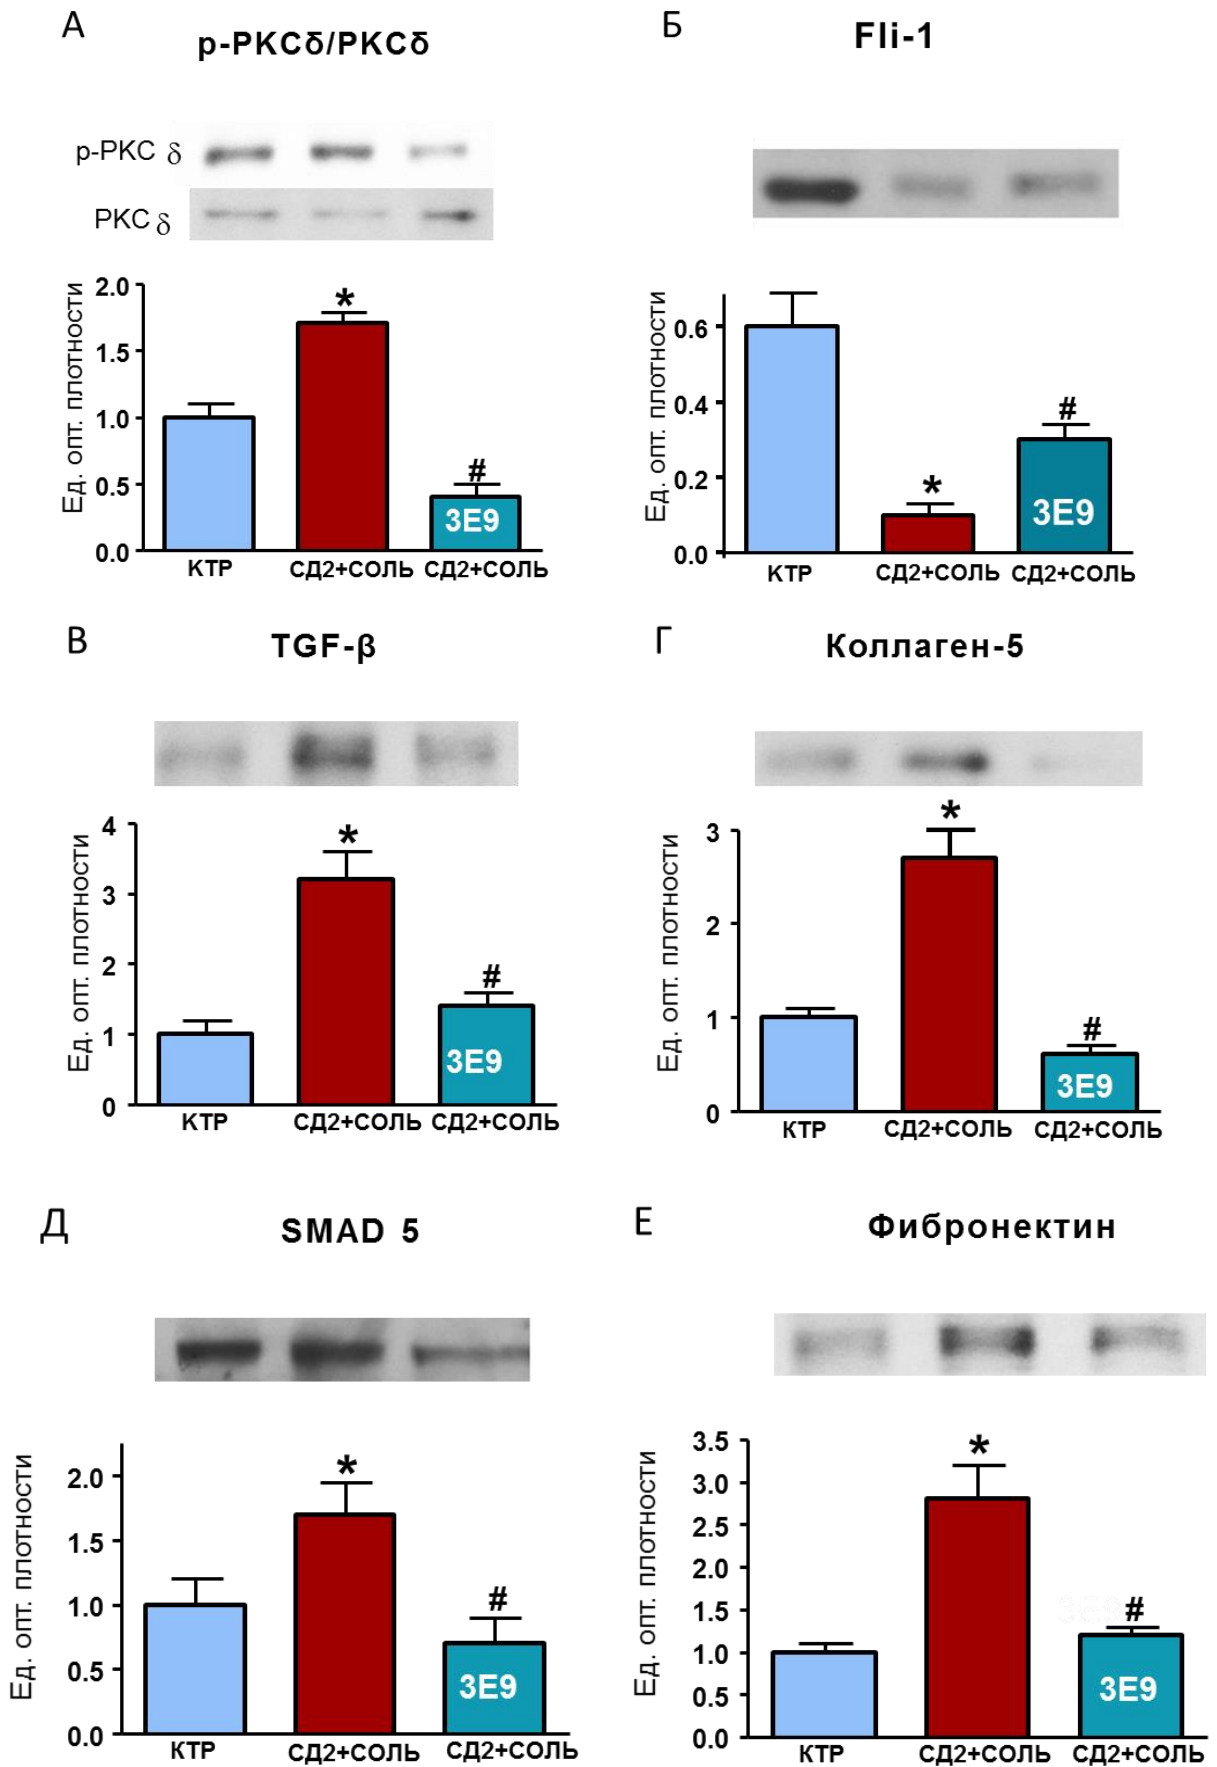 А
p-PKCδ/PKCδ
p-PKC δ
PKC δ
Ед. опт. плотности
2.0
1.5
1.0
0.5
0.0
*
#
3E9
КТР
СД2+СОЛЬ
СД2+СОЛЬ
Б
Fli-1
Ед. опт. плотности
0.6
0.4
0.2
0.0
*
#
3E9
КТР
СД2+СОЛЬ
СД2+СОЛЬ
В
TGF-β
Ед. опт. плотности
4
3
2
1
0
*
#
3E9
КТР
СД2+СОЛЬ
СД2+СОЛЬ
Г
Коллаген-5
Ед. опт. плотности
3
2
1
0
*
#
3E9
КТР
СД2+СОЛЬ
СД2+СОЛЬ
Д
SMAD 5
Ед. опт. плотности
2.0
1.5
1.0
0.5
0.0
*
#
3E9
КТР
СД2+СОЛЬ
СД2+СОЛЬ
Е
Фибронектин
Ед. опт. плотности
3.5
3.0
2.5
2.0
1.5
1.0
0.5
0.0
*
3E9
#
3E9
КТР
СД2+СОЛЬ
СД2+СОЛЬ